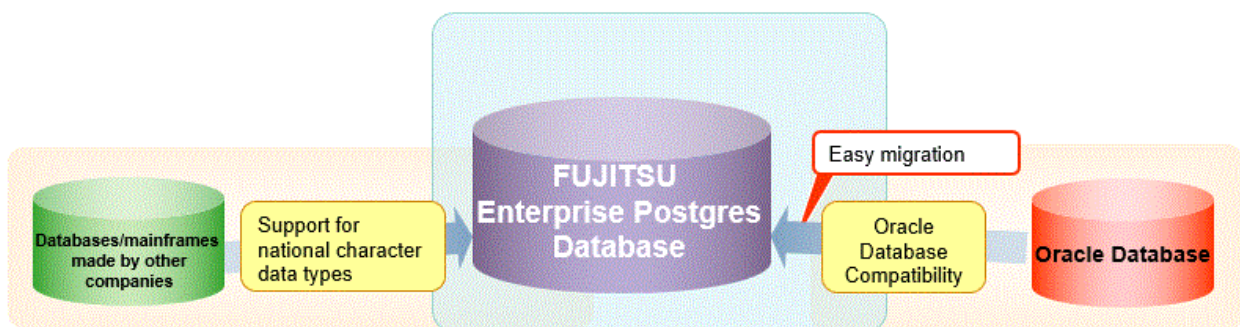 Databases/mainframes
made by other
companies
Support for
national character
data types
FUJITSU
Enterprise Postgres
Database
Easy migration
Oracle
Database
Compatibility
Oracle Database